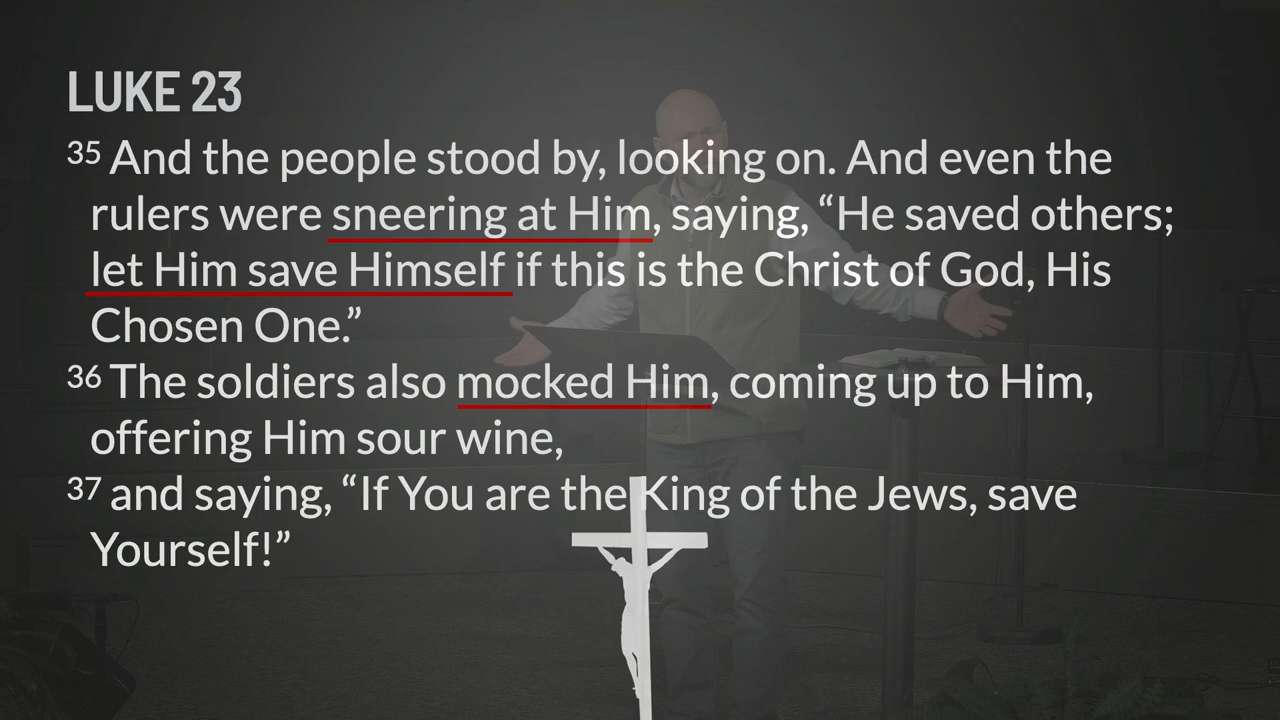 LUKE 23
35 And the people stood by, looking on. And even the
rulers were sneering at Him, saying, “He saved others;
let Him save Himself if this is the Christ of God, His
Chosen One.”
36 The soldiers also mocked Him, coming up to Him,
offering Him sour wine,
37 and saying, “If You are the King of the Jews, save
Yourself!”